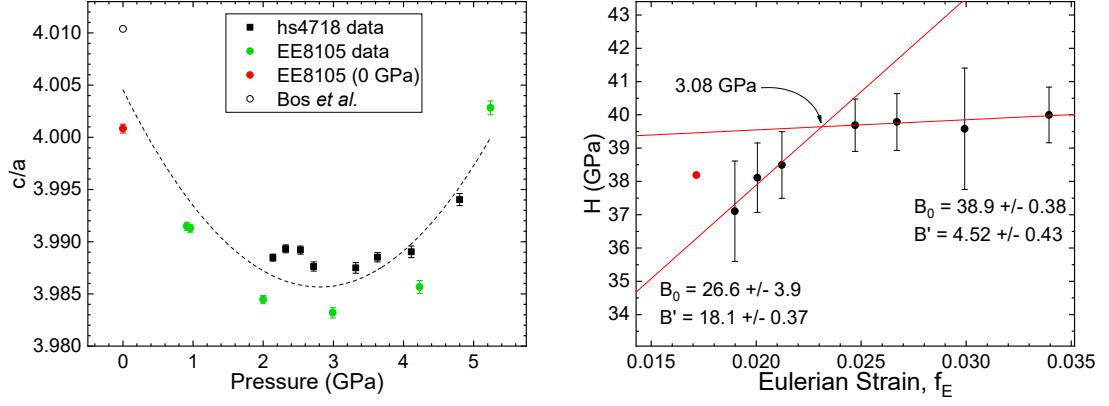 4.010
4.005
4.000
3.995
3.990
3.985
3.980
c/a
0
1
2
3
4
5
Pressure (GPa)
hs4718 data
EE8105 data
EE8105 (0 GPa)
Bos et al.
43
42
41
40
39
38
37
36
35
34
H (GPa)
3.08 GPa
B₀ = 38.9 +/- 0.38
B' = 4.52 +/- 0.43
B₀ = 26.6 +/- 3.9
B' = 18.1 +/- 0.37
0.015
0.020
0.025
0.030
0.035
Eulerian Strain, f_E